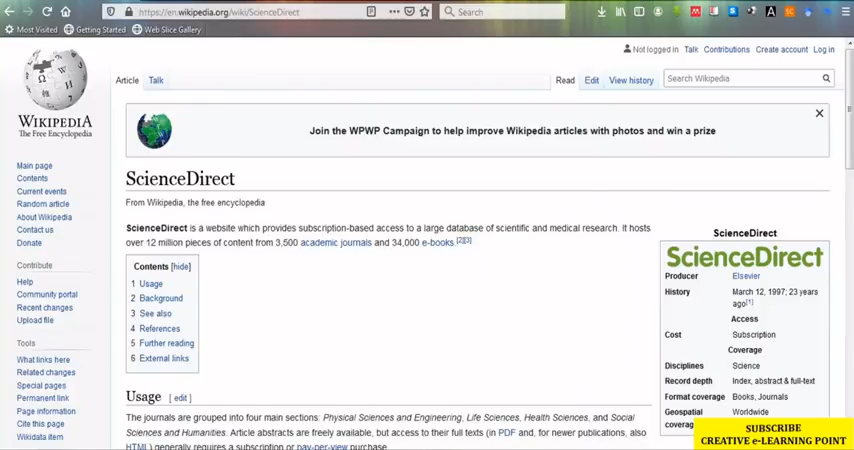 https://en.wikipedia.org/wiki/ScienceDirect
Search
Most Visited
Getting Started
Web Slice Gallery
Not logged in Talk Contributions Create account Log in
Article Talk
Read Edit View history
Search Wikipedia
WIKIPEDIA
The Free Encyclopedia
Join the WPWP Campaign to help improve Wikipedia articles with photos and win a prize
Main page
Contents
Current events
Random article
About Wikipedia
Contact us
Donate
Contribute
Help
Community portal
Recent changes
Upload file
Tools
What links here
Related changes
Special pages
Permanent link
Page information
Cite this page
Wikidata item
ScienceDirect
From Wikipedia, the free encyclopedia
ScienceDirect is a website which provides subscription-based access to a large database of scientific and medical research. It hosts
over 12 million pieces of content from 3,500 academic journals and 34,000 e-books.[2][3]
Contents [hide]
1 Usage
2 Background
3 See also
4 References
5 Further reading
6 External links
Usage [ edit ]
The journals are grouped into four main sections: Physical Sciences and Engineering, Life Sciences, Health Sciences, and Social
Sciences and Humanities. Article abstracts are freely available, but access to their full texts (in PDF and, for newer publications, also
HTML) generally requires a subscription or pay-per-view purchase.
ScienceDirect
ScienceDirect
Producer Elsevier
History March 12, 1997; 23 years
ago[1]
Access
Cost Subscription
Coverage
Disciplines Science
Record depth Index, abstract & full-text
Format coverage Books, Journals
Geospatial Worldwide
coverage
SUBSCRIBE
CREATIVE e-LEARNING POINT